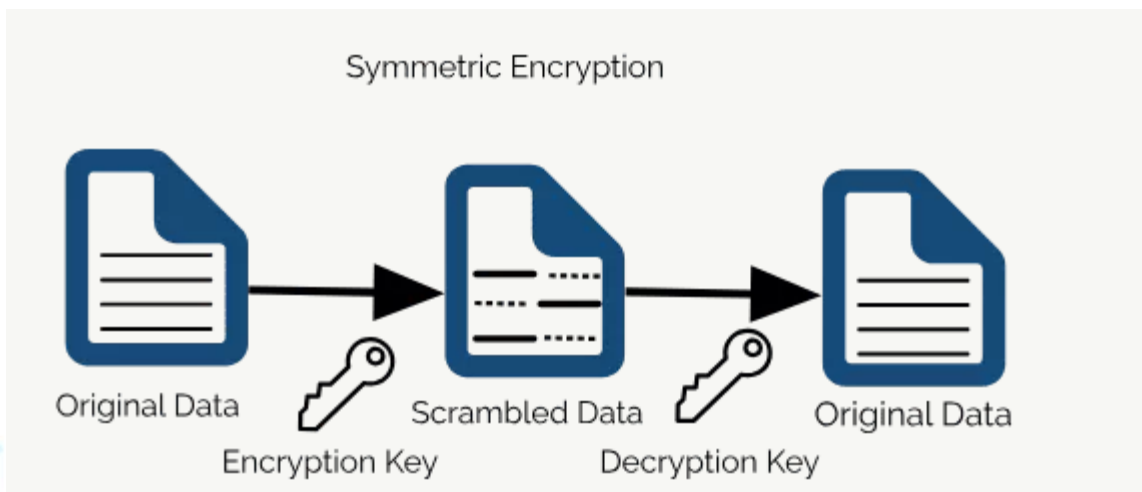 Symmetric Encryption
Original Data
Encryption Key
Scrambled Data
Decryption Key
Original Data